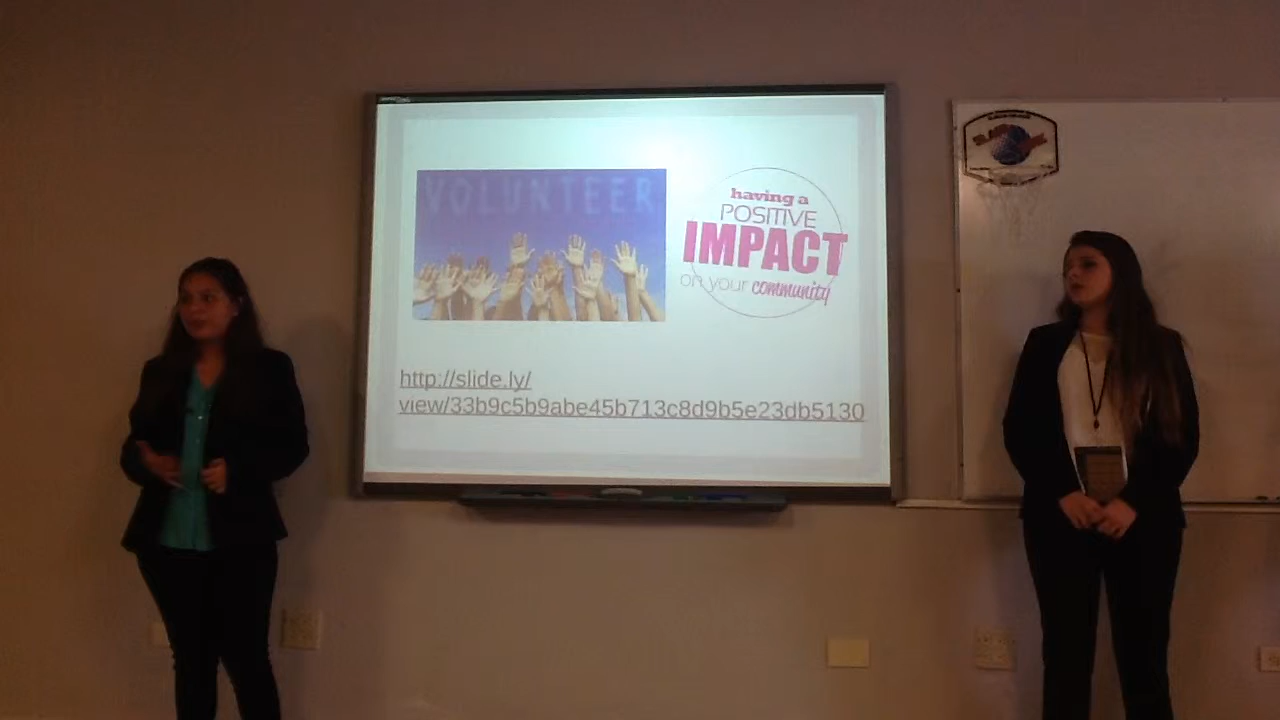 VOLUNTEER
having a
POSITIVE
IMPACT
on your community
http://slide.ly/
view/33b9c5b9abe45b713c8d9b5e23db5130